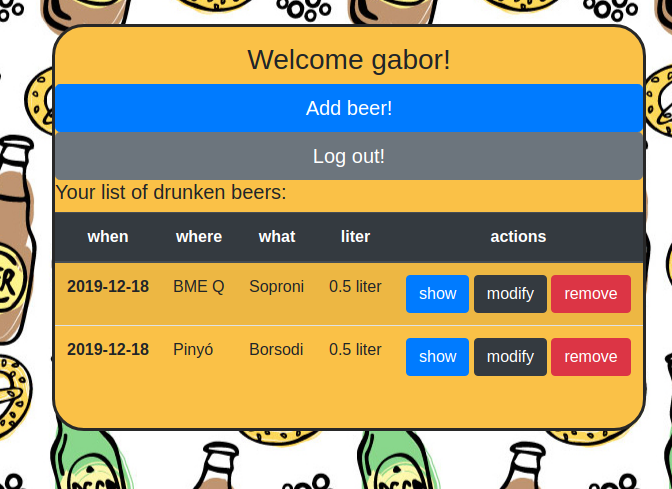 Welcome gabor!
Add beer!
Log out!
Your list of drunken beers:
when where what liter actions
2019-12-18 BME Q Soproni 0.5 liter show modify remove
2019-12-18 Pinyó Borsodi 0.5 liter show modify remove